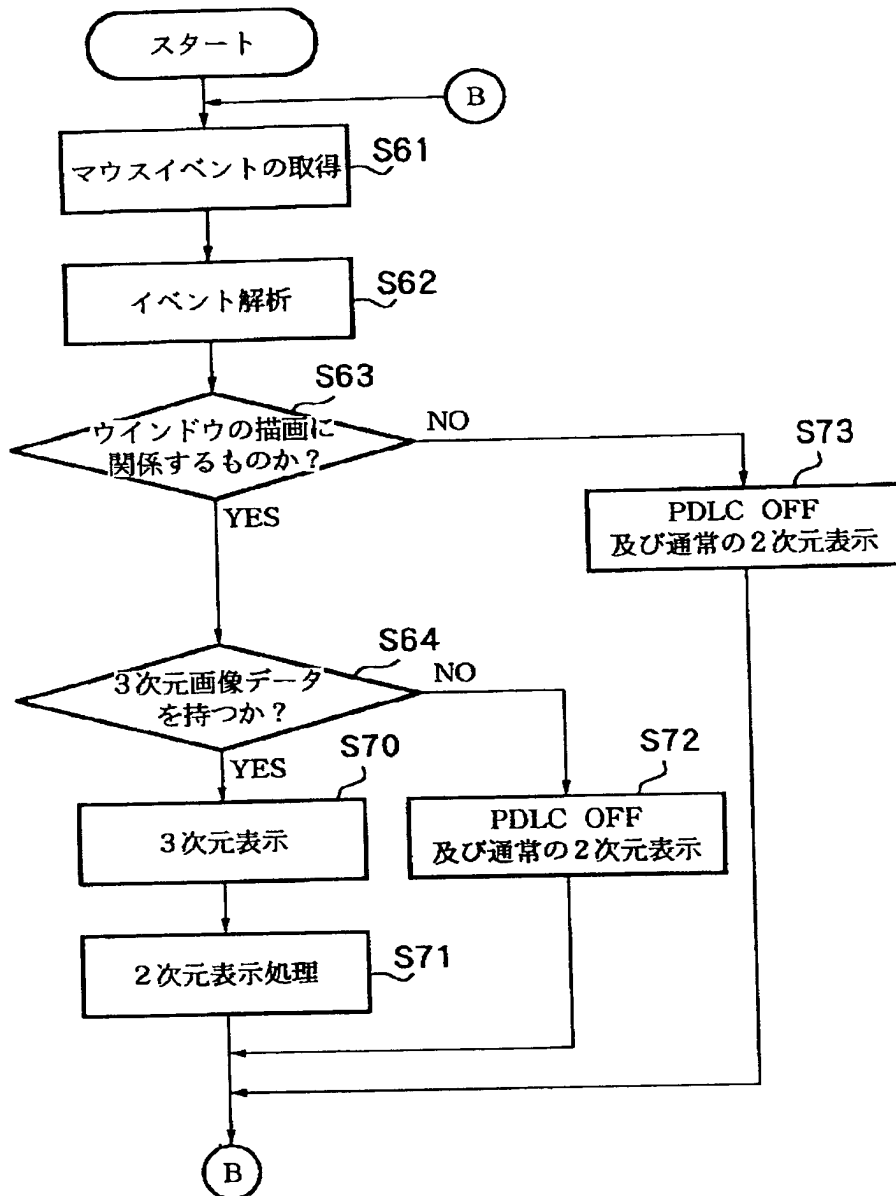 スタート
B
マウスイベントの取得
S61
イベント解析
S62
S63
ウインドウの描画に
関係するものか？
NO
YES
S73
PDLC OFF
及び通常の2次元表示
S64
3次元画像データ
を持つか？
NO
YES
S70
3次元表示
S72
PDLC OFF
及び通常の2次元表示
2次元表示処理
S71
B